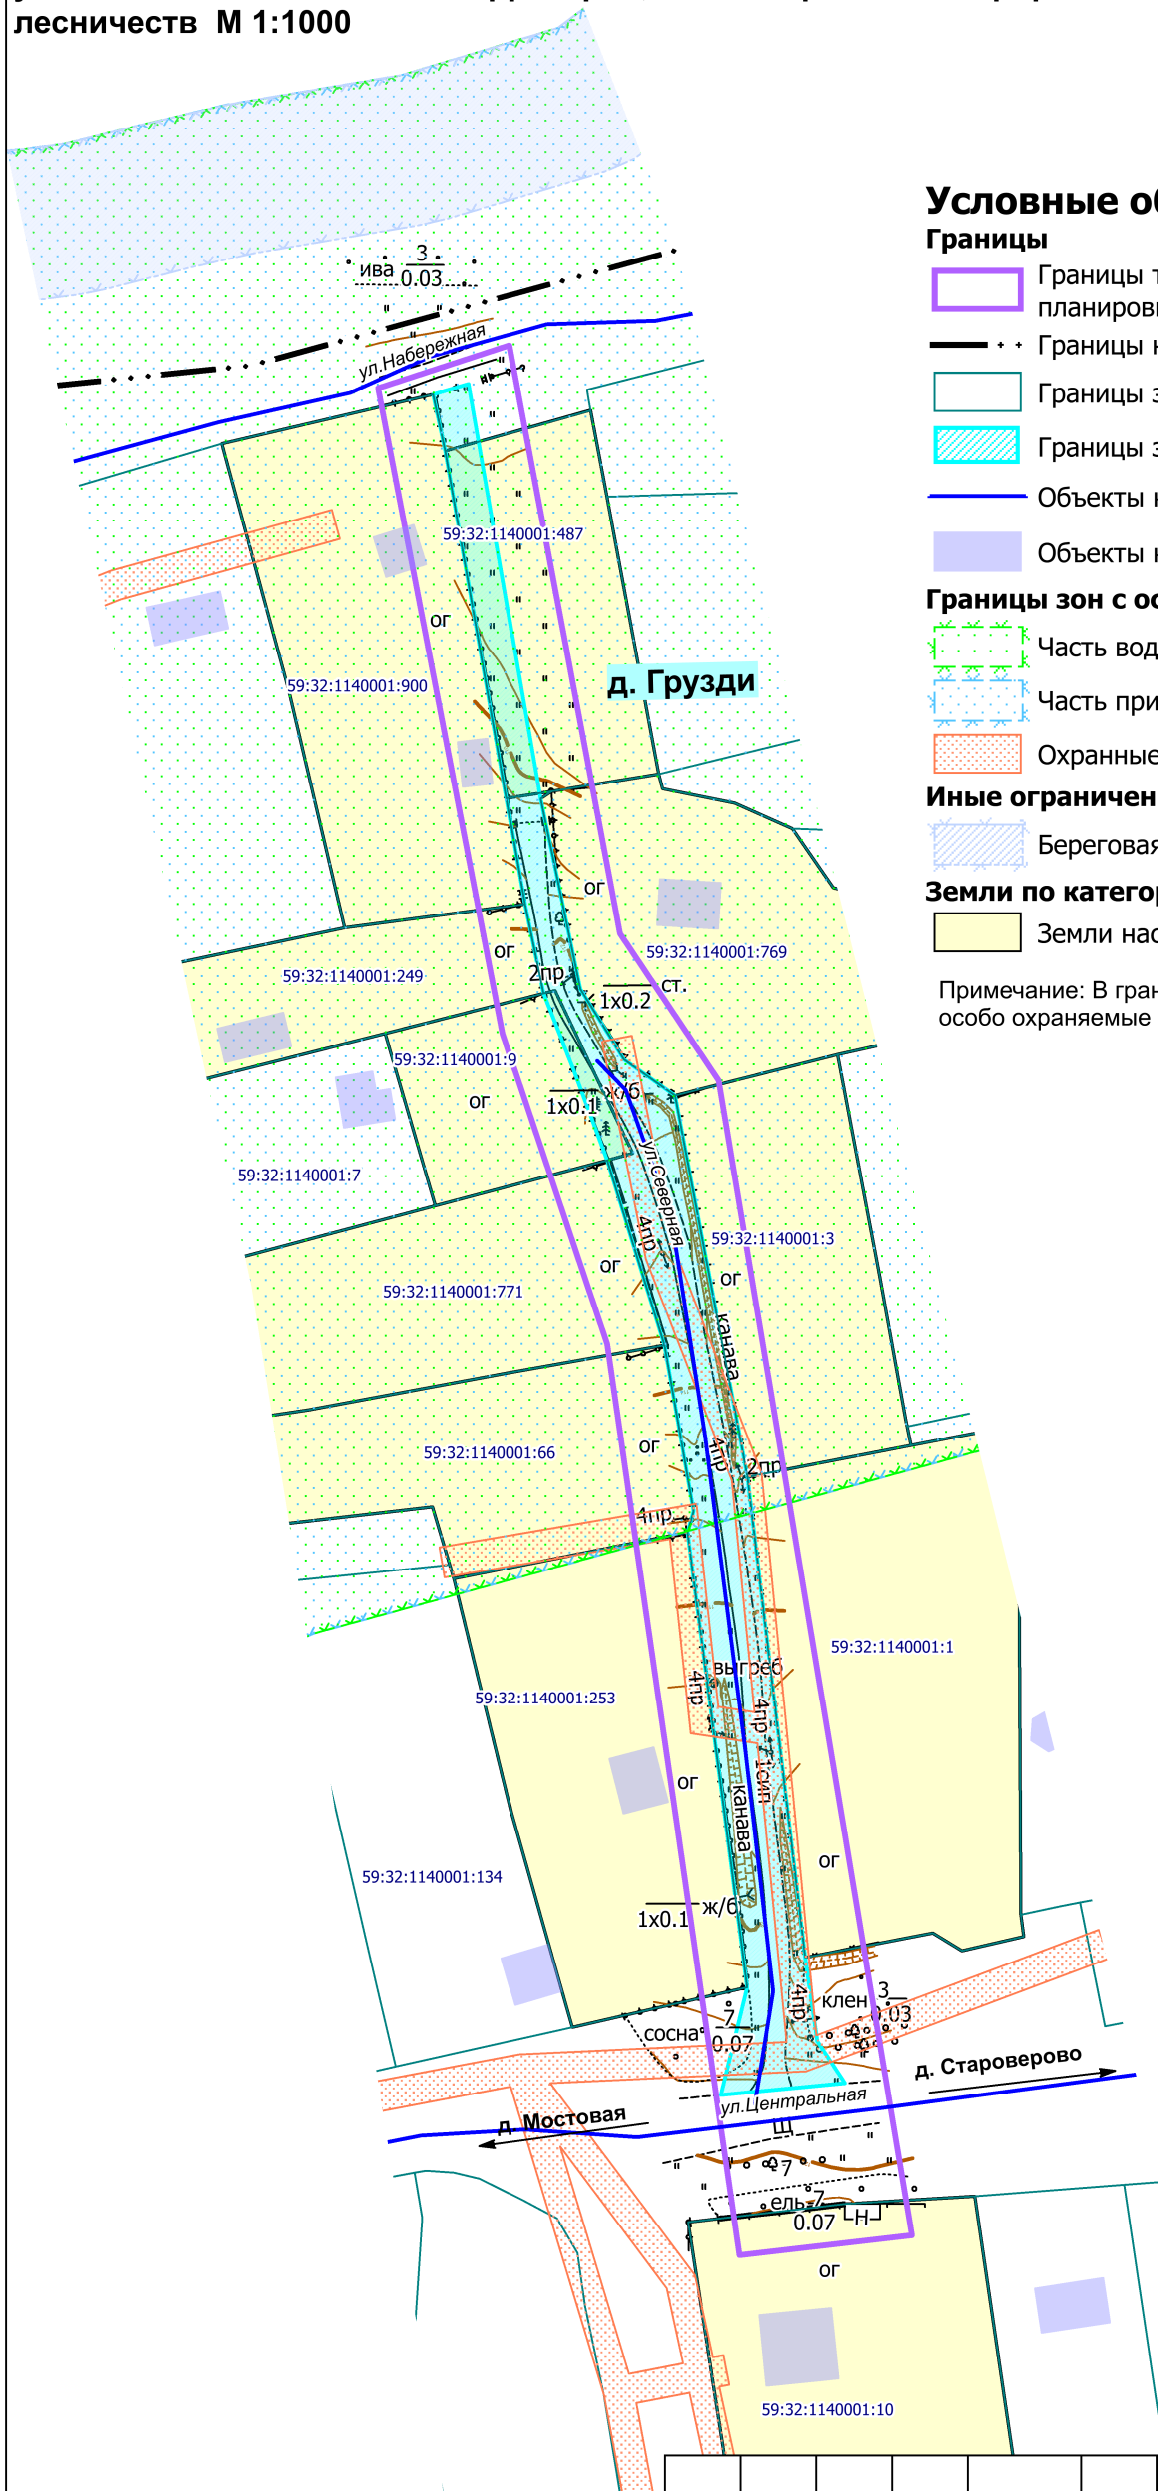 лесничеств М 1:1000
Условные об
Границы
Границы т
планиров
Границы н
Границы з
Границы з
Объекты к
Объекты к
Границы зон с ос
Часть вод
Часть при
Охранные
Иные ограничен
Береговая
Земли по категор
Земли нас
Примечание: В гран
особо охраняемые
ива 3
0.03
ул.Набережная
59:32:1140001:487
ог
59:32:1140001:900
д. Грузди
ог
59:32:1140001:769
ог
59:32:1140001:249
2пр.
ст.
1х0.2
59:32:1140001:9
ж/б
1х0.1
ог
ул.Северная
59:32:1140001:7
4пр
59:32:1140001:3
ог
ог
59:32:1140001:771
канава
ог
59:32:1140001:66
4пр
2пр
4пр.
59:32:1140001:1
выгреб
4пр
59:32:1140001:253
4пр
1сип
ог
канава
ог
59:32:1140001:134
ж/б
1х0.1
4пр
клен 3
0.03
сосна 7
0.07
д. Староверово
ул.Центральная
д. Мостовая
Щ
7
ель 7
0.07
Н
ог
59:32:1140001:10